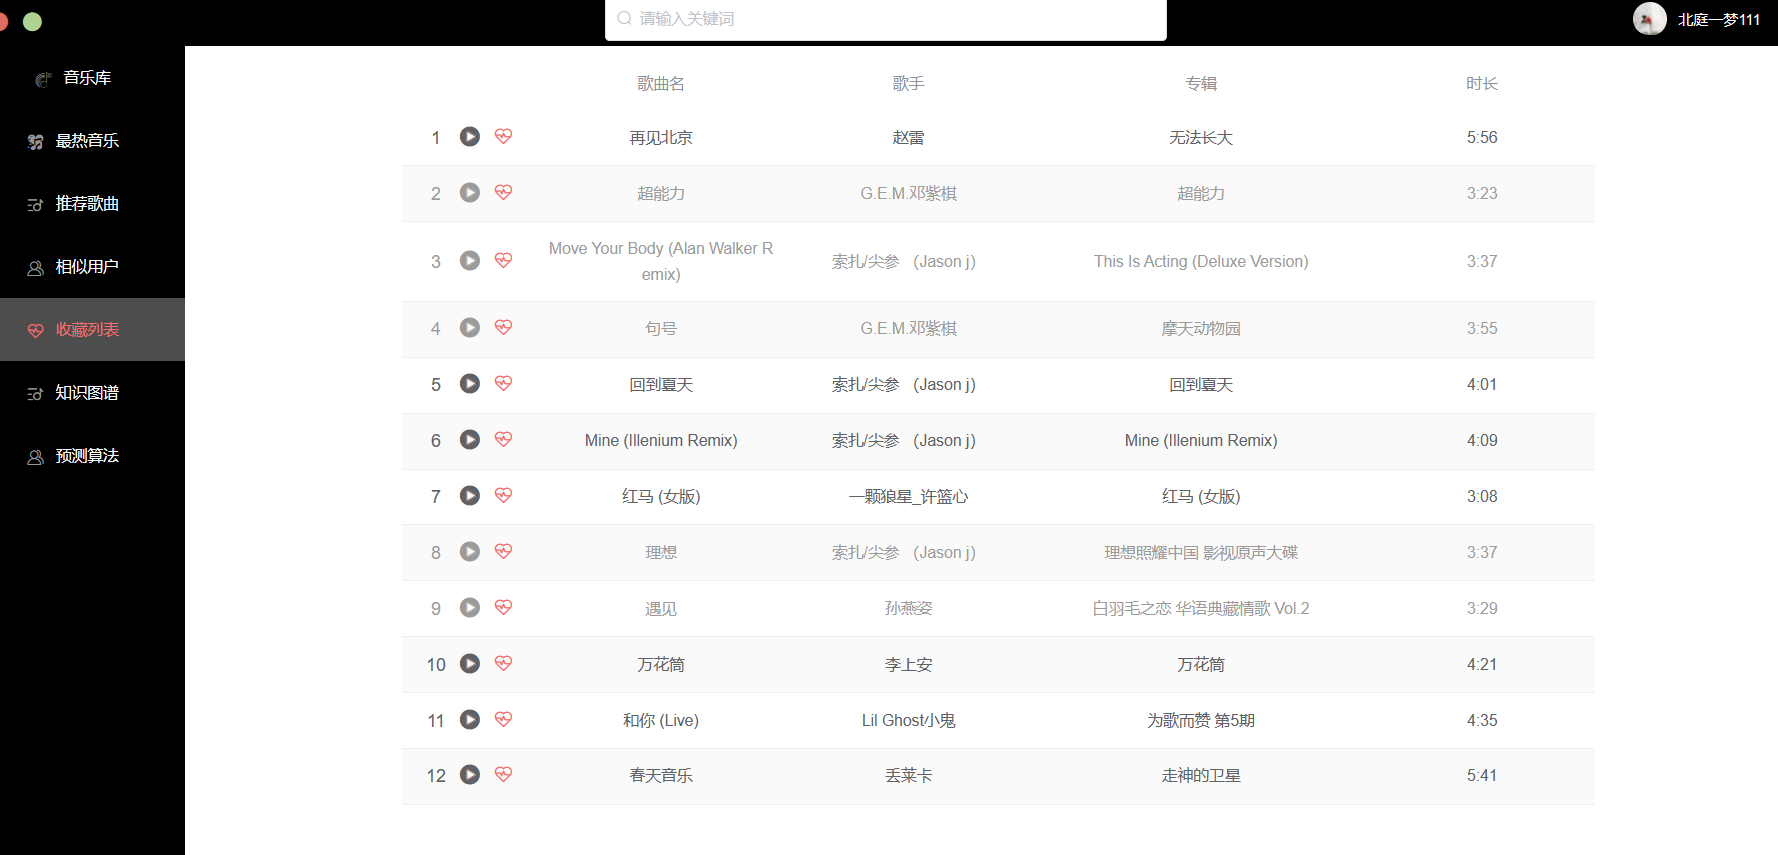 请输入关键词
北庭一梦111
音乐库
最热音乐
推荐歌曲
相似用户
收藏列表
知识图谱
预测算法
歌曲名 歌手 专辑 时长
1 再见北京 赵雷 无法长大 5:56
2 超能力 G.E.M.邓紫棋 超能力 3:23
3 Move Your Body (Alan Walker R
emix) 索扎/尖参 （Jason j） This Is Acting (Deluxe Version) 3:37
4 句号 G.E.M.邓紫棋 摩天动物园 3:55
5 回到夏天 索扎/尖参 （Jason j） 回到夏天 4:01
6 Mine (Illenium Remix) 索扎/尖参 （Jason j） Mine (Illenium Remix) 4:09
7 红马 (女版) 一颗狼星_许篮心 红马 (女版) 3:08
8 理想 索扎/尖参 （Jason j） 理想照耀中国 影视原声大碟 3:37
9 遇见 孙燕姿 白羽毛之恋 华语典藏情歌 Vol.2 3:29
10 万花筒 李上安 万花筒 4:21
11 和你 (Live) Lil Ghost小鬼 为歌而赞 第5期 4:35
12 春天音乐 丢莱卡 走神的卫星 5:41